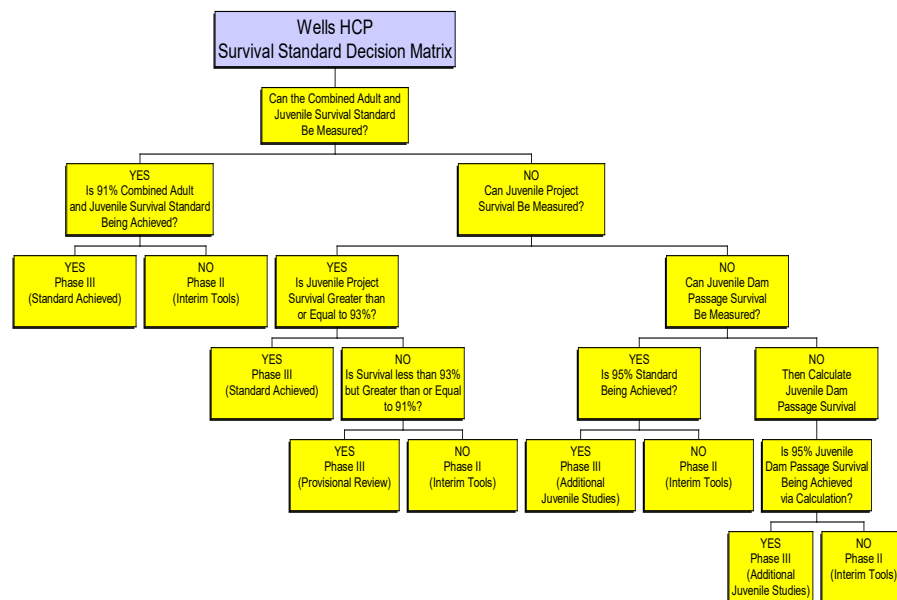 Wells HCP
Survival Standard Decision Matrix
Can the Combined Adult and
Juvenile Survival Standard
Be Measured?
YES
Is 91% Combined Adult
and Juvenile Survival Standard
Being Achieved?
NO
Can Juvenile Project
Survival Be Measured?
YES
Phase III
(Standard Achieved)
NO
Phase II
(Interim Tools)
YES
Is Juvenile Project
Survival Greater than
or Equal to 93%?
NO
Can Juvenile Dam
Passage Survival
Be Measured?
YES
Phase III
(Standard Achieved)
NO
Is Survival less than 93%
but Greater than or Equal
to 91%?
YES
Is 95% Standard
Being Achieved?
NO
Then Calculate
Juvenile Dam
Passage Survival
YES
Phase III
(Provisional Review)
NO
Phase II
(Interim Tools)
YES
Phase III
(Additional
Juvenile Studies)
NO
Phase II
(Interim Tools)
Is 95% Juvenile
Dam Passage Survival
Being Achieved
via Calculation?
YES
Phase III
(Additional
Juvenile Studies)
NO
Phase II
(Interim Tools)